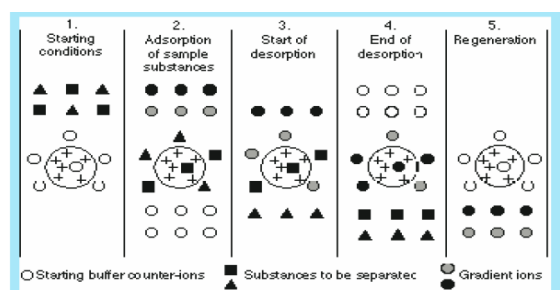 1.
Starting
conditions
2.
Adsorption
of sample
substances
3.
Start of
desorption
4.
End of
desorption
5.
Regeneration
Starting buffer counter-ions
Substances to be separated
Gradient ions